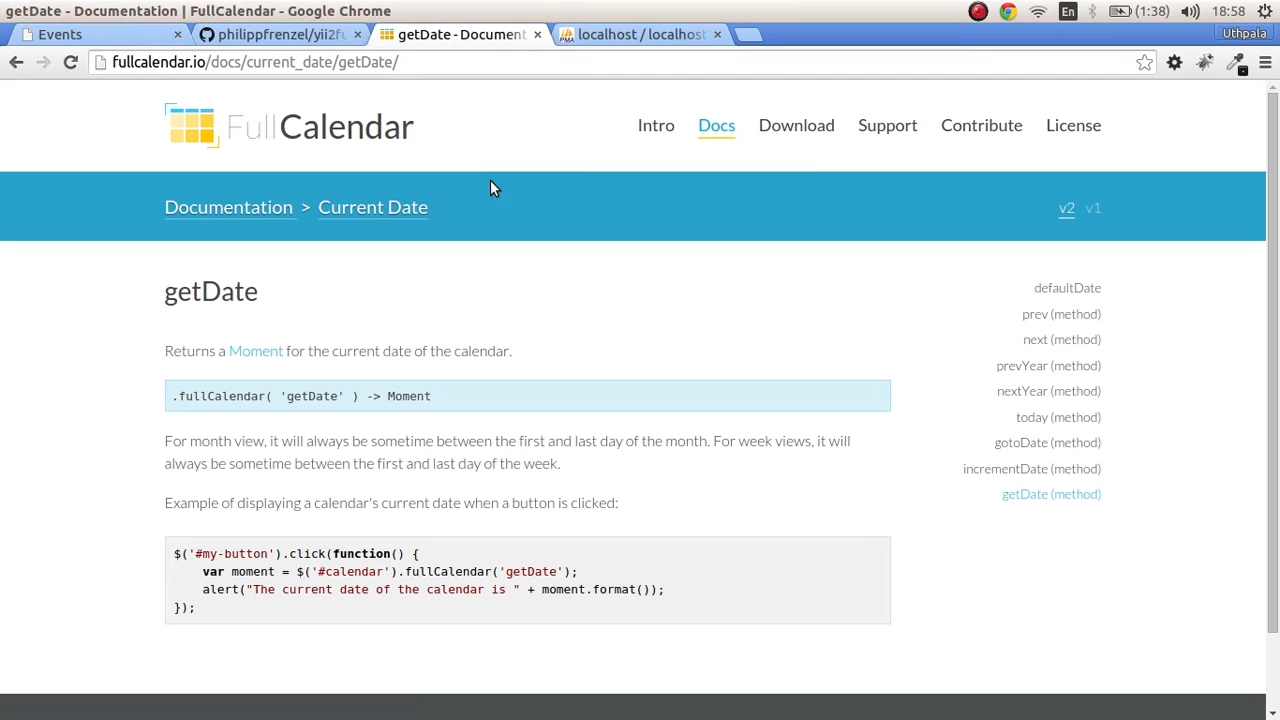 getDate - Documentation | FullCalendar - Google Chrome
En
(1:38)
18:58
Events
philippfrenzel/yii2fu
getDate - Document
localhost / localhost
Uthpala
fullcalendar.io/docs/current_date/getDate/
FullCalendar
Intro
Docs
Download
Support
Contribute
License
Documentation > Current Date
v2 v1
getDate
Returns a Moment for the current date of the calendar.
.fullCalendar( 'getDate' ) -> Moment
For month view, it will always be sometime between the first and last day of the month. For week views, it will
always be sometime between the first and last day of the week.
Example of displaying a calendar's current date when a button is clicked:
$('#my-button').click(function() {
var moment = $('#calendar').fullCalendar('getDate');
alert("The current date of the calendar is " + moment.format());
});
defaultDate
prev (method)
next (method)
prevYear (method)
nextYear (method)
today (method)
gotoDate (method)
incrementDate (method)
getDate (method)